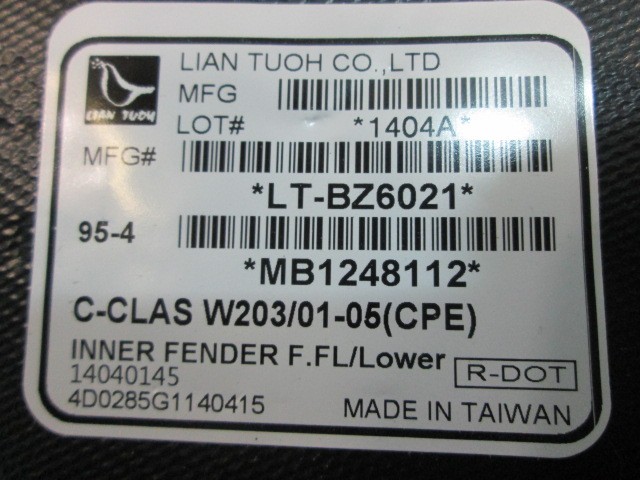 LIAN TUOH CO.,LTD
LIAN TUOH
MFG
LOT#
*1404A*
MFG#
*LT-BZ6021*
95-4
*MB1248112*
C-CLAS W203/01-05(CPE)
INNER FENDER F.FL/Lower
R-DOT
14040145
4D0285G1140415
MADE IN TAIWAN